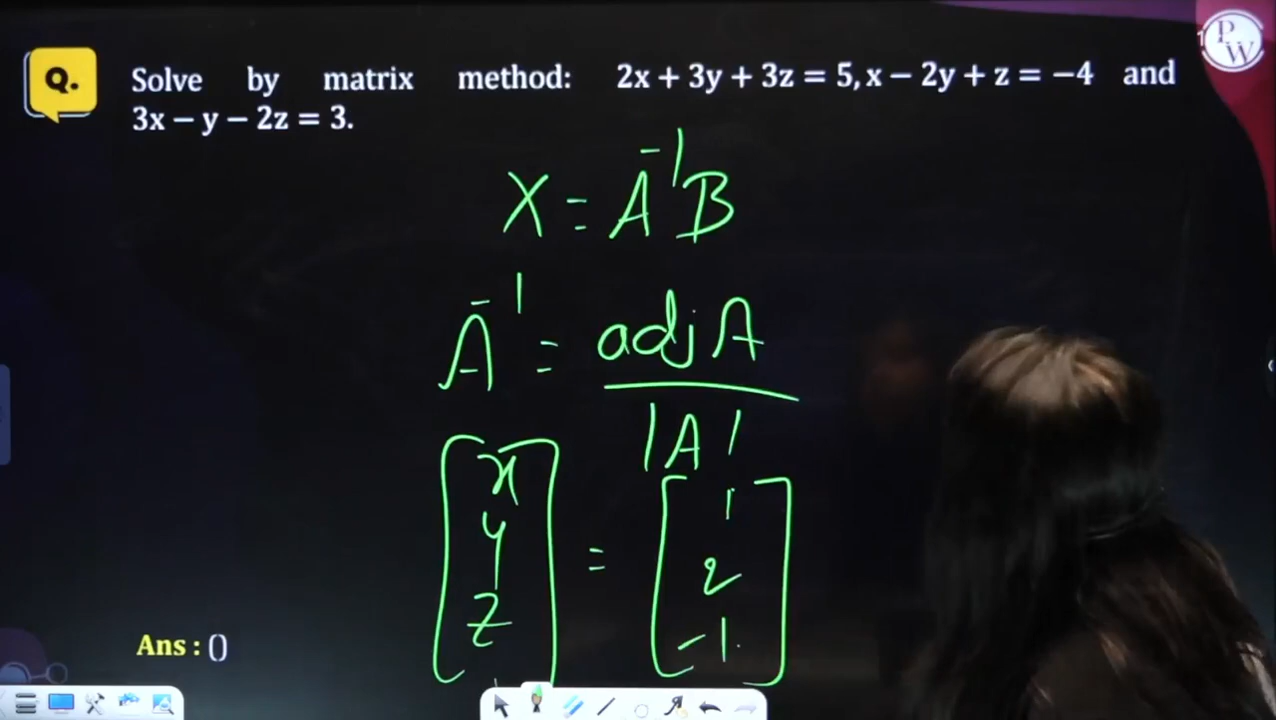 Q. Solve by matrix method: 2x + 3y + 3z = 5, x − 2y + z = −4 and
3x − y − 2z = 3.
X = A⁻¹B
A⁻¹ = adj A
|A|
[x y z] = [1 2 -1]
Ans : ()
PW